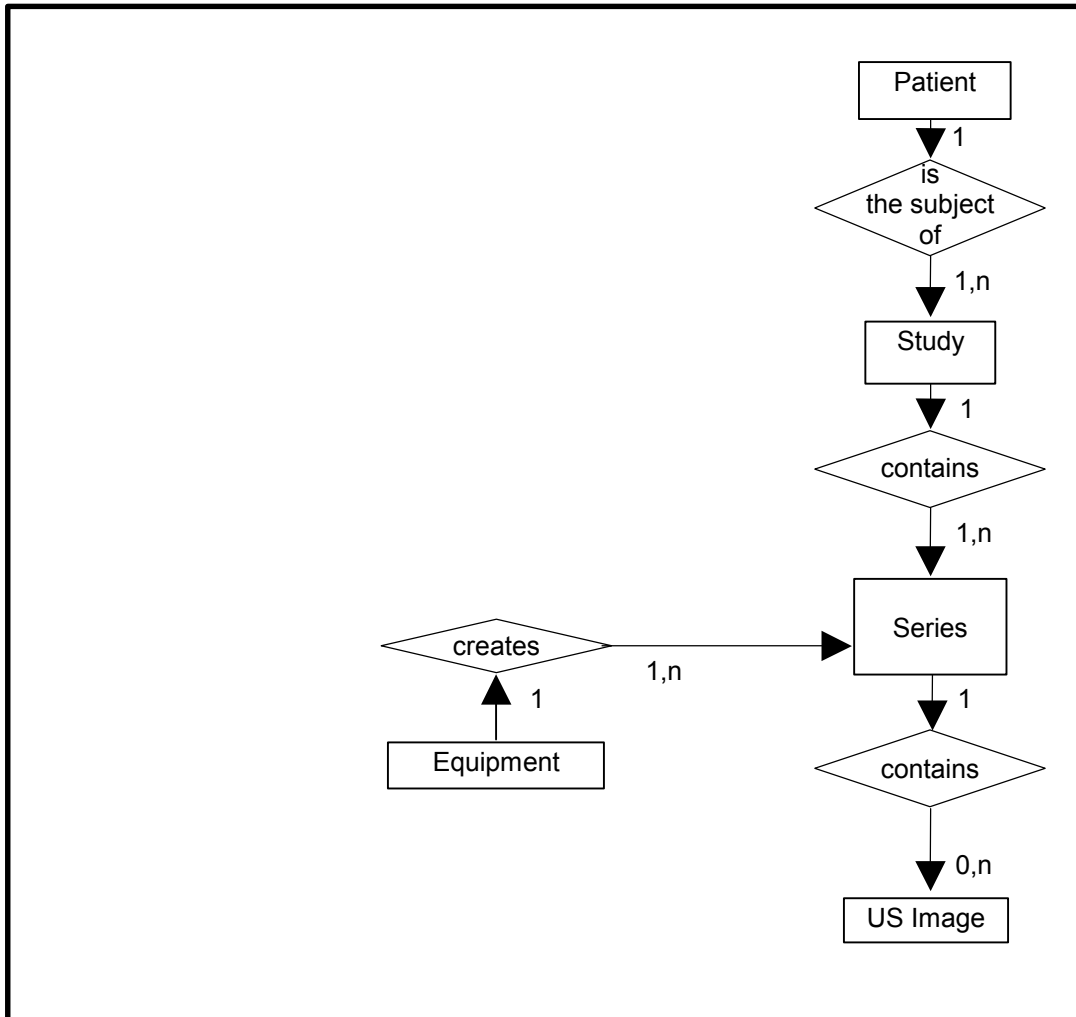 Patient
1
is
the subject
of
1,n
Study
1
contains
1,n
Series
creates
1,n
1
1
Equipment
contains
0,n
US Image